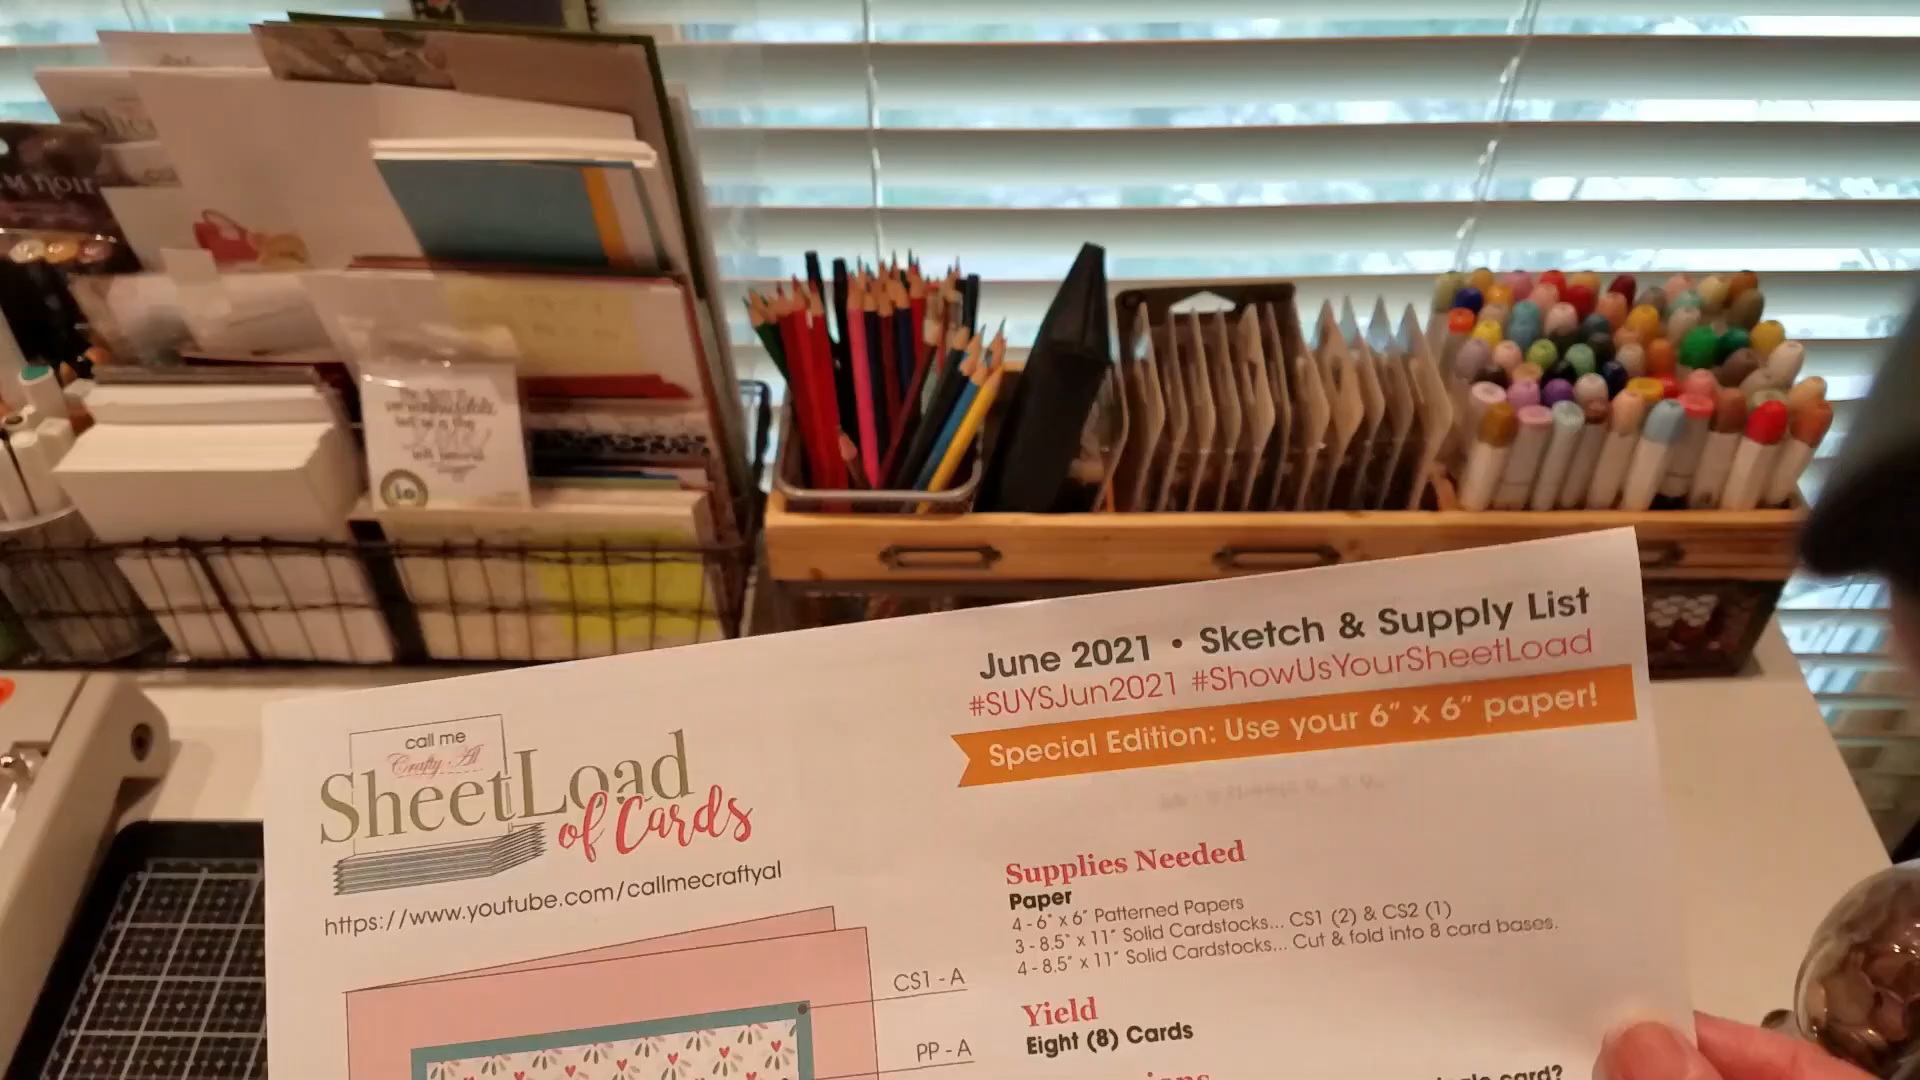 June 2021 • Sketch & Supply List
#SUYSJun2021 #ShowUsYourSheetLoad
Special Edition: Use your 6" x 6" paper!
call me
Crafty Al
SheetLoad
of Cards
https://www.youtube.com/callmecraftyal
Supplies Needed
Paper
4 - 6" x 6" Patterned Papers
3 - 8.5" x 11" Solid Cardstocks... CS1 (2) & CS2 (1)
4 - 8.5" x 11" Solid Cardstocks... Cut & fold into 8 card bases.
CS1 - A
PP - A
Yield
Eight (8) Cards
card?
noir